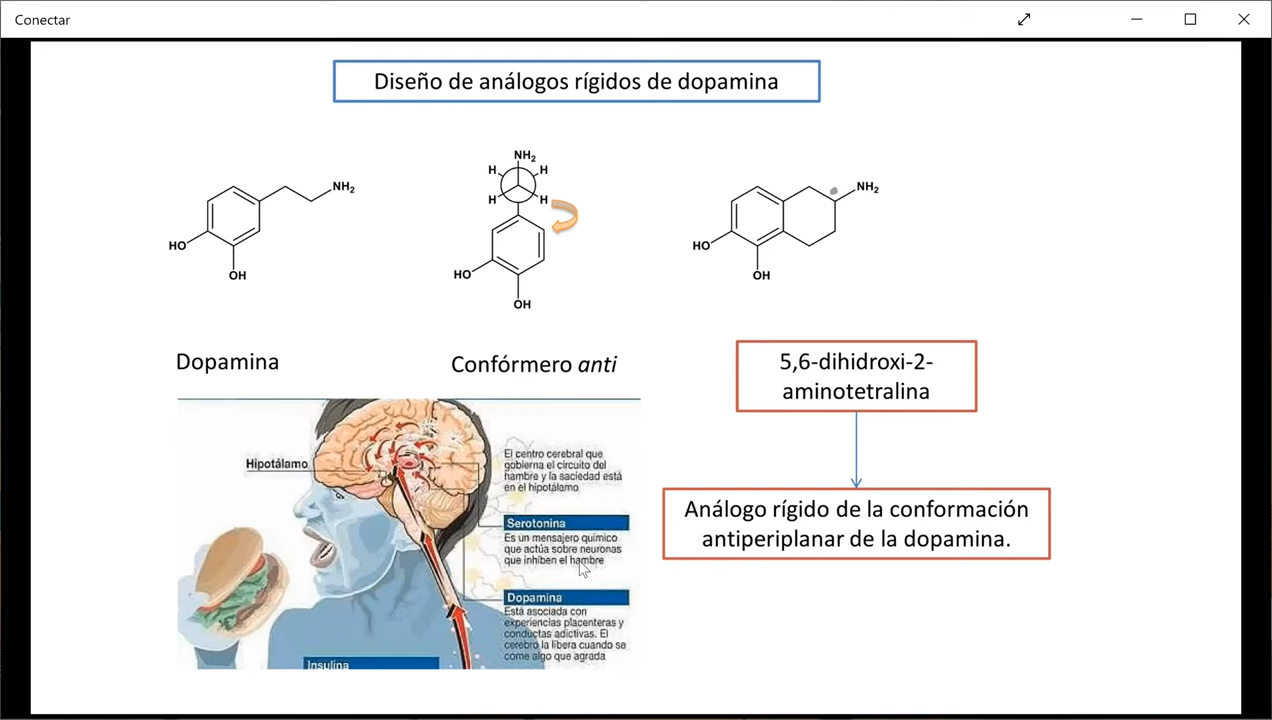 Conectar
Diseño de análogos rígidos de dopamina
NH2
HO
OH
NH2
H
H
H
H
HO
OH
NH2
HO
OH
Dopamina
Confórmero anti
5,6-dihidroxi-2-
aminotetralina
Análogo rígido de la conformación
antiperiplanar de la dopamina.
Hipotálamo
El centro cerebral que
gobierna el circuito del
hambre y la saciedad está
en el hipotálamo
Serotonina
Es un mensajero químico
que actúa sobre neuronas
que inhiben el hambre
Dopamina
Está asociada con
experiencias placenteras y
conductas adictivas. El
cerebro la libera cuando se
come algo que agrada
Insulina